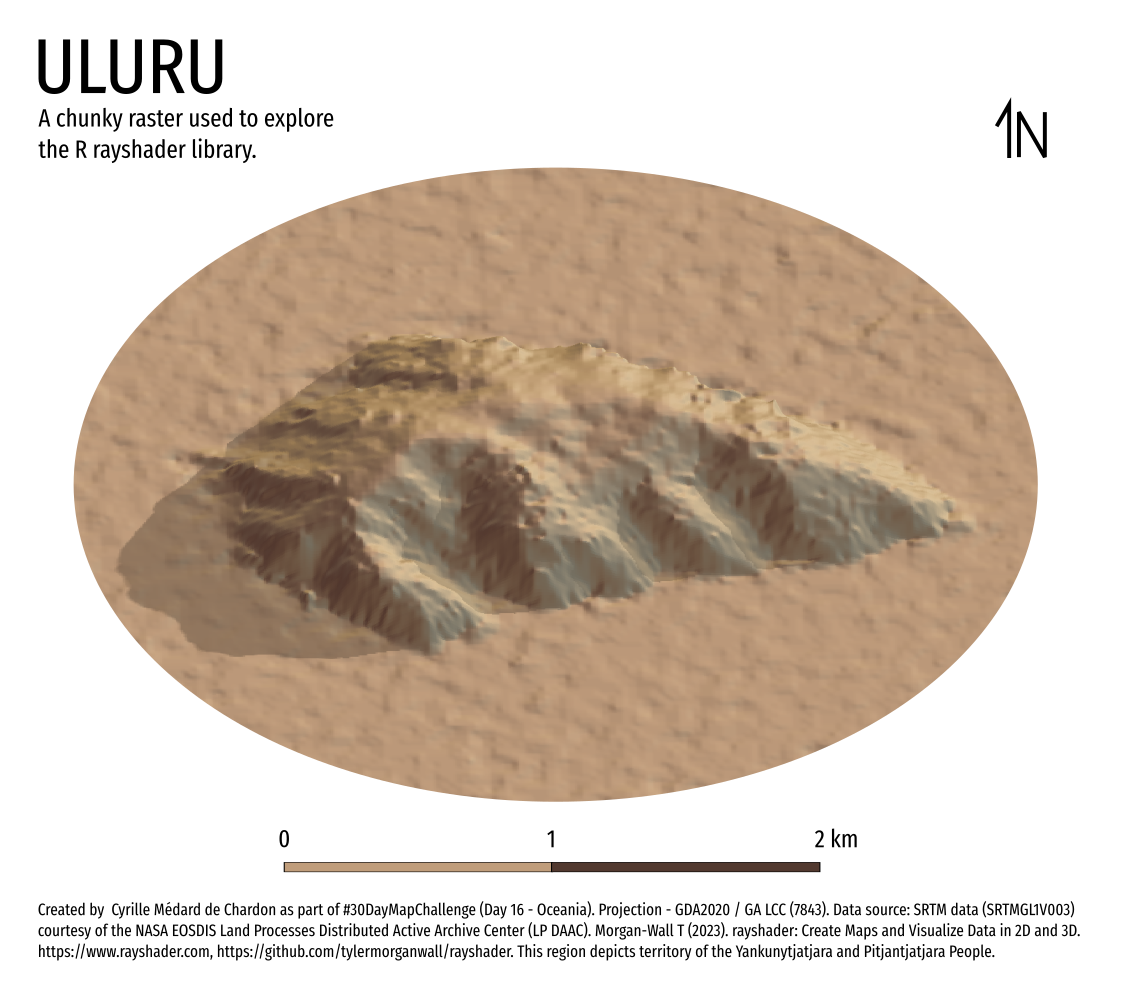 ULURU
A chunky raster used to explore
the R rayshader library.
1N
0 1 2 km
Created by  Cyrille Médard de Chardon as part of #30DayMapChallenge (Day 16 - Oceania). Projection - GDA2020 / GA LCC (7843). Data source: SRTM data (SRTMGL1V003)
courtesy of the NASA EOSDIS Land Processes Distributed Active Archive Center (LP DAAC). Morgan-Wall T (2023). rayshader: Create Maps and Visualize Data in 2D and 3D.
https://www.rayshader.com, https://github.com/tylermorganwall/rayshader. This region depicts territory of the Yankunytjatjara and Pitjantjatjara People.